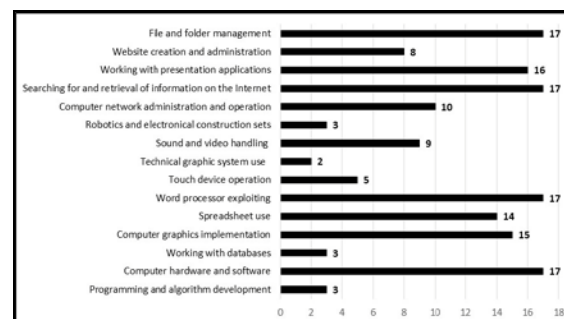 File and folder management 17
Website creation and administration 8
Working with presentation applications 16
Searching for and retrieval of information on the Internet 17
Computer network administration and operation 10
Robotics and electronical construction sets 3
Sound and video handling 9
Technical graphic system use 2
Touch device operation 5
Word processor exploiting 17
Spreadsheet use 14
Computer graphics implementation 15
Working with databases 3
Computer hardware and software 17
Programming and algorithm development 3
0 2 4 6 8 10 12 14 16 18